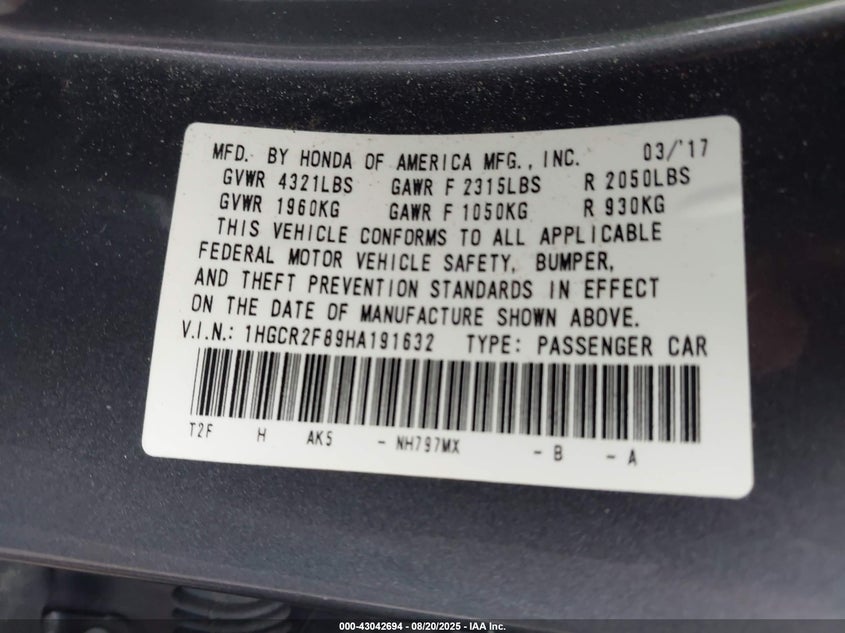 MFD. BY HONDA OF AMERICA MFG., INC. 03/'17
GVWR 4321LBS GAWR F 2315LBS R 2050LBS
GVWR 1960KG GAWR F 1050KG R 930KG
THIS VEHICLE CONFORMS TO ALL APPLICABLE
FEDERAL MOTOR VEHICLE SAFETY, BUMPER,
AND THEFT PREVENTION STANDARDS IN EFFECT
ON THE DATE OF MANUFACTURE SHOWN ABOVE.
V.I.N.: 1HGCR2F89HA191632 TYPE: PASSENGER CAR
T2F H AK5 - NH797MX - B - A
000-43042694 - 08/20/2025 - IAA Inc.